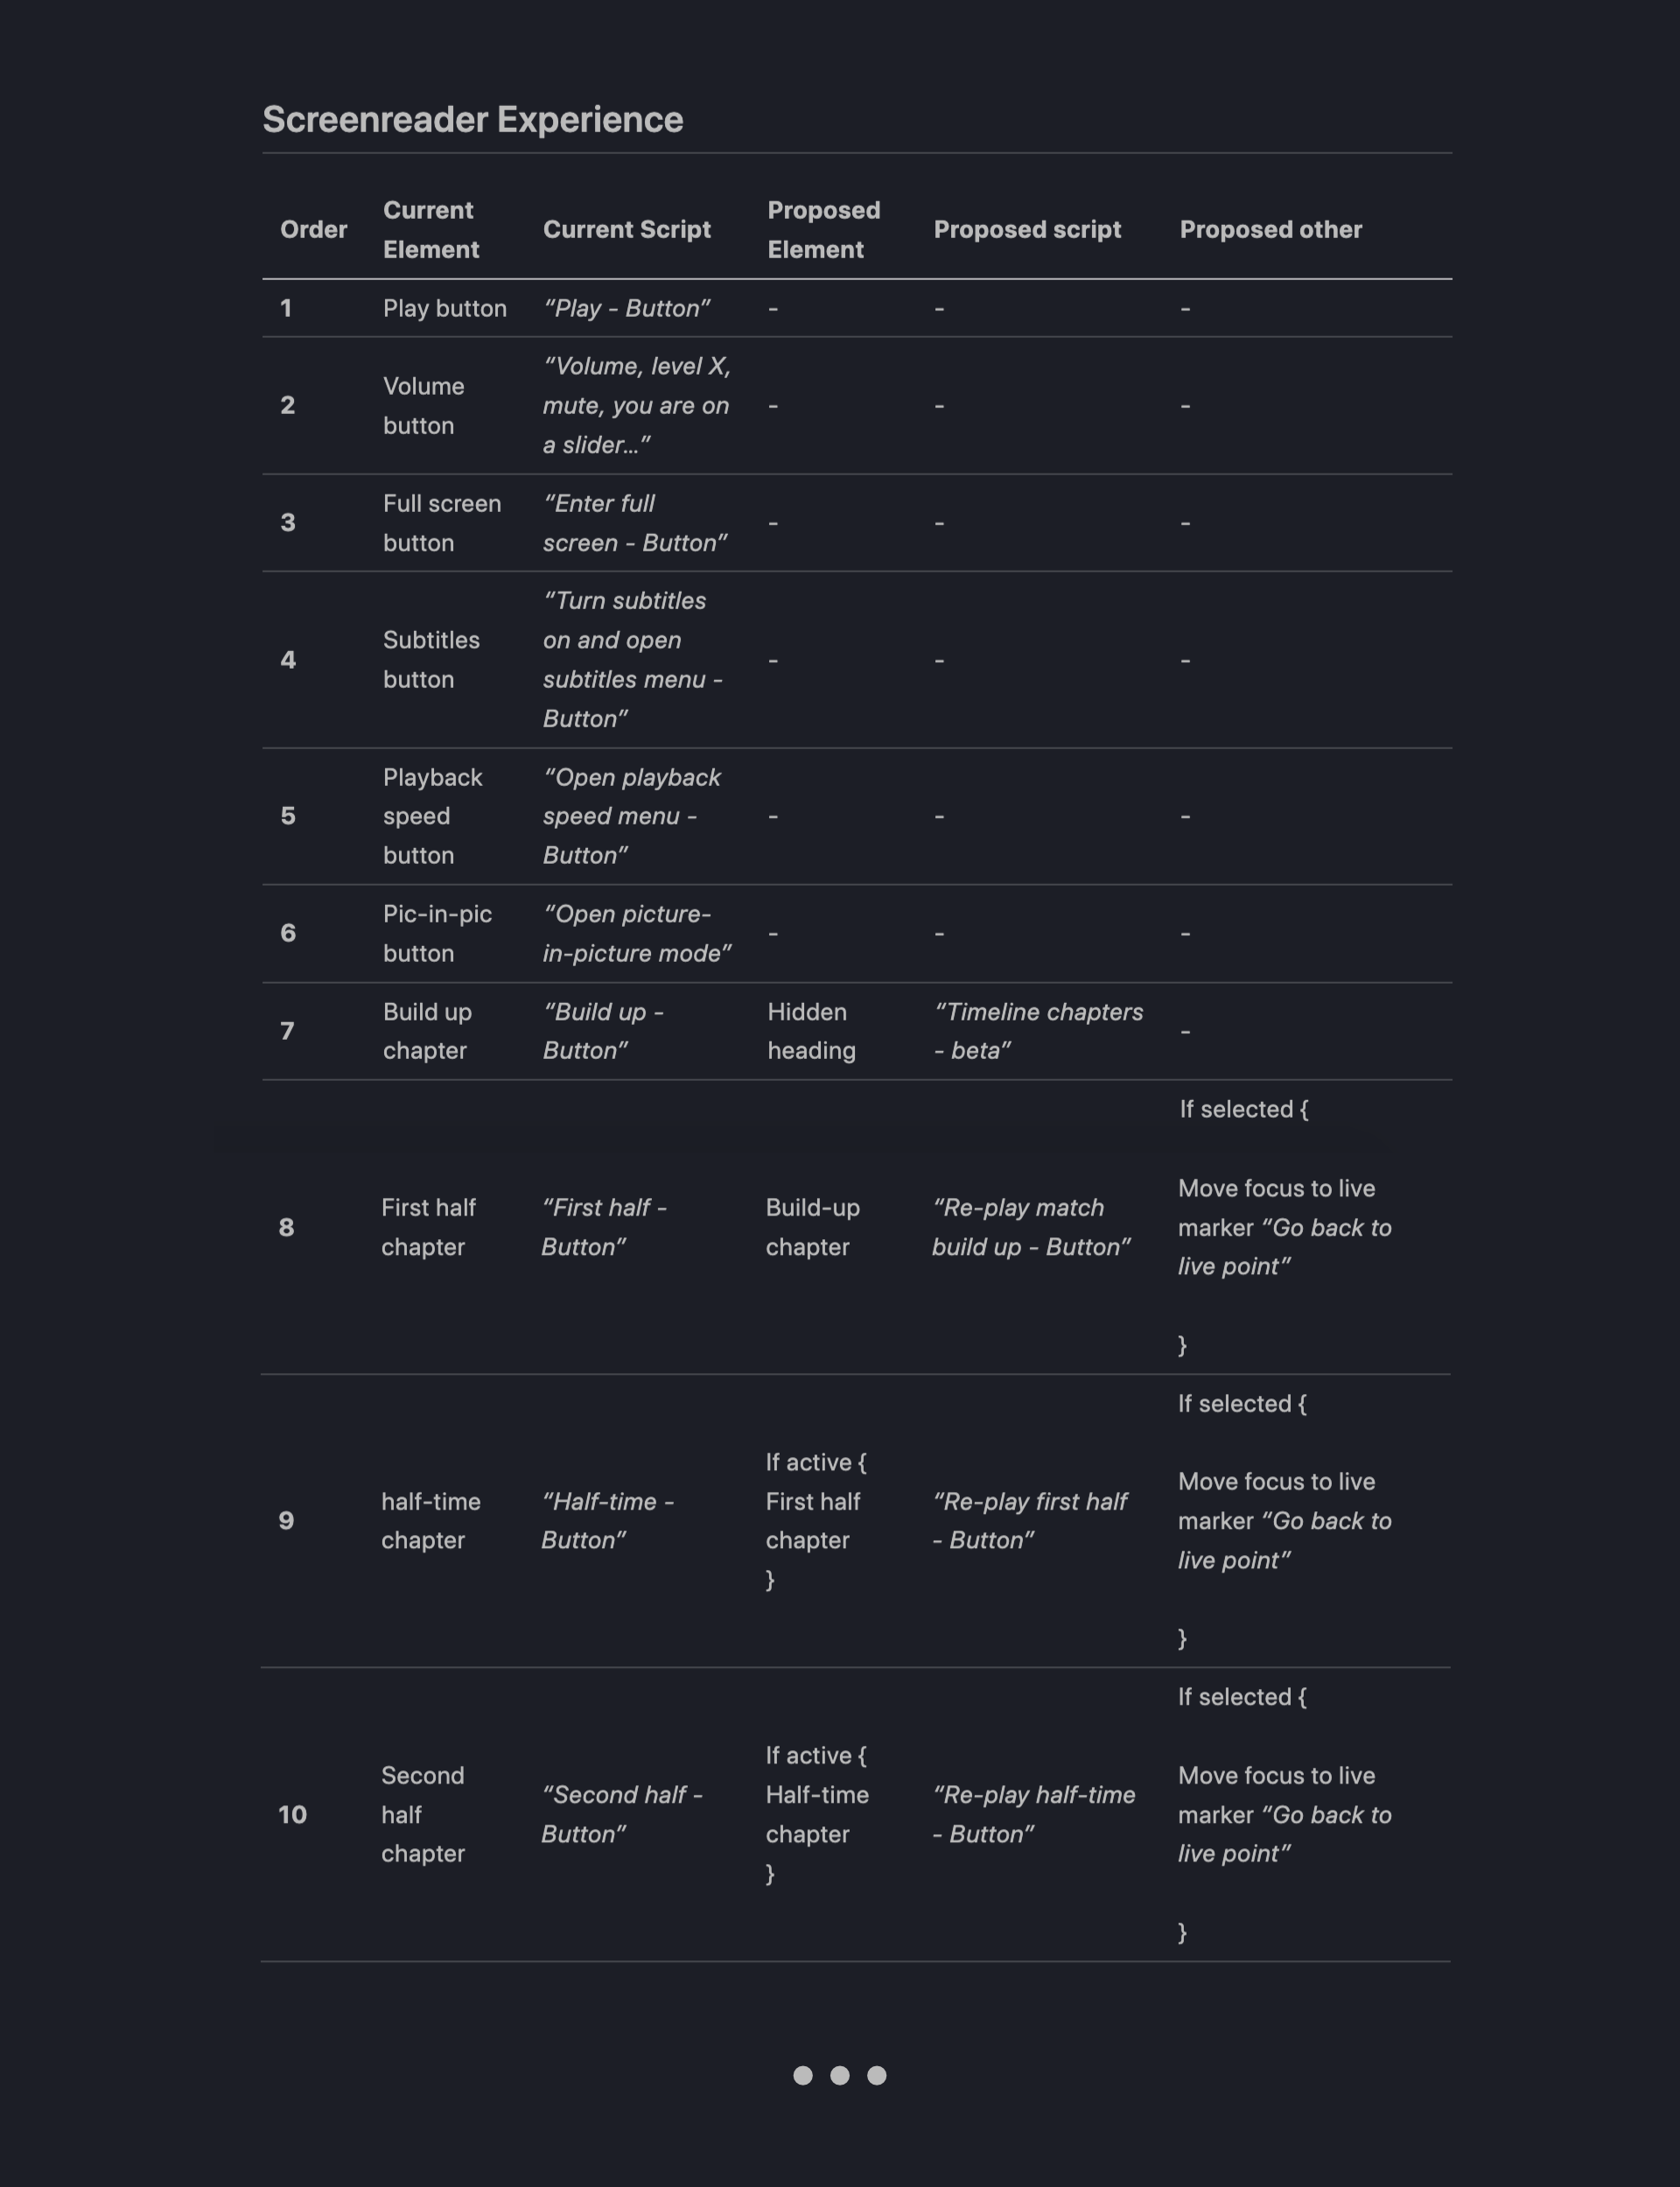 Screenreader Experience
Order
Current
Element
Current Script
Proposed
Element
Proposed script
Proposed other
1
Play button
“Play - Button”
-
-
-
2
Volume
button
“Volume, level X,
mute, you are on
a slider…”
-
-
-
3
Full screen
button
“Enter full
screen - Button”
-
-
-
4
Subtitles
button
“Turn subtitles
on and open
subtitles menu -
Button”
-
-
-
5
Playback
speed
button
“Open playback
speed menu -
Button”
-
-
-
6
Pic-in-pic
button
“Open picture-
in-picture mode”
-
-
-
7
Build up
chapter
“Build up -
Button”
Hidden
heading
“Timeline chapters
- beta”
-
8
First half
chapter
“First half -
Button”
Build-up
chapter
“Re-play match
build up - Button”
If selected {
Move focus to live
marker “Go back to
live point”
}
9
half-time
chapter
“Half-time -
Button”
If active {
First half
chapter
}
“Re-play first half
- Button”
If selected {
Move focus to live
marker “Go back to
live point”
}
10
Second
half
chapter
“Second half -
Button”
If active {
Half-time
chapter
}
“Re-play half-time
- Button”
If selected {
Move focus to live
marker “Go back to
live point”
}